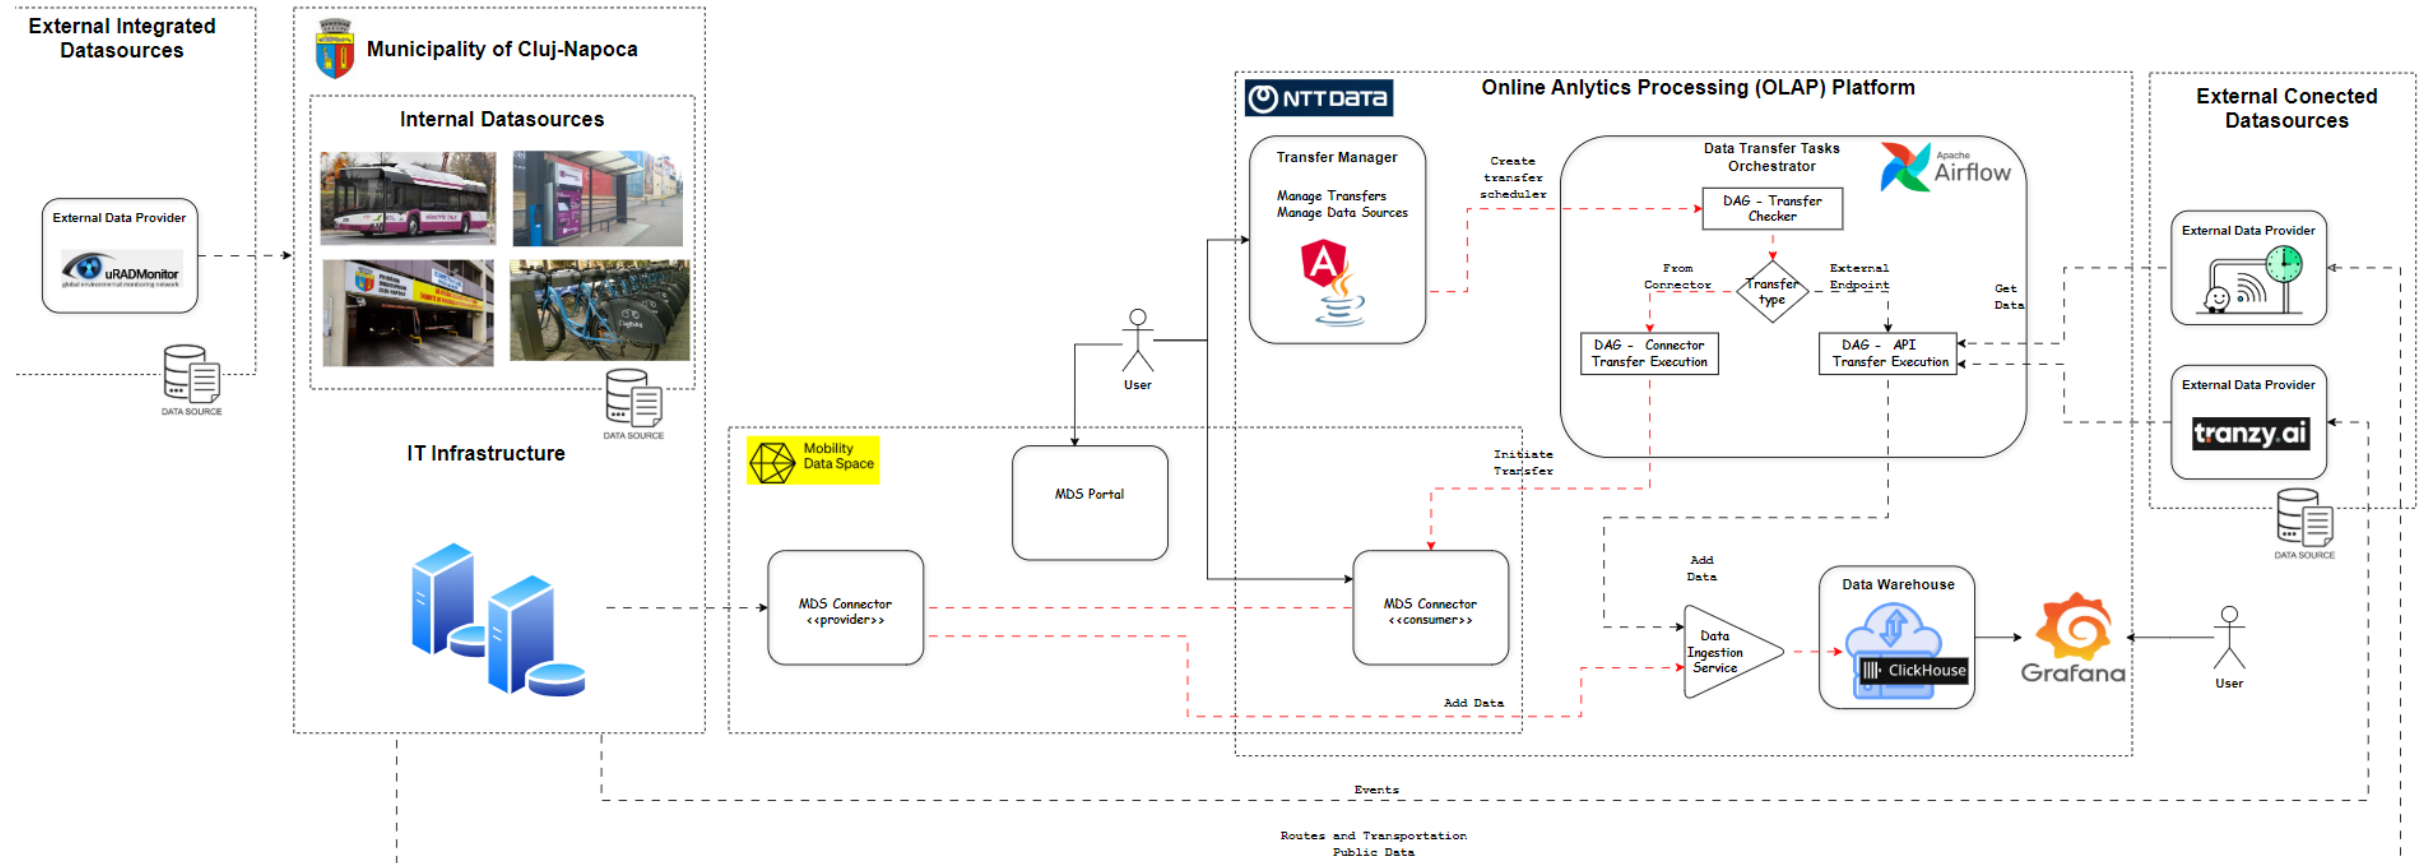 External Integrated
Datasources
External Data Provider
uRADMonitor
global environmental monitoring network
DATA SOURCE
Municipality of Cluj-Napoca
Internal Datasources
DATA SOURCE
IT Infrastructure
Mobility
Data Space
MDS Portal
MDS Connector
<<provider>>
MDS Connector
<<consumer>>
User
NTT DATA
Online Anlytics Processing (OLAP) Platform
Transfer Manager
Manage Transfers
Manage Data Sources
Create
transfer
scheduler
Data Transfer Tasks
Orchestrator
Apache
Airflow
DAG - Transfer
Checker
From
Connector
Transfer
type
External
Endpoint
DAG - Connector
Transfer Execution
DAG - API
Transfer Execution
Get
Data
Initiate
Transfer
Add
Data
Add Data
Data
Ingestion
Service
Data Warehouse
ClickHouse
Grafana
User
External Conected
Datasources
External Data Provider
External Data Provider
tranzy.ai
DATA SOURCE
Events
Routes and Transportation
Public Data